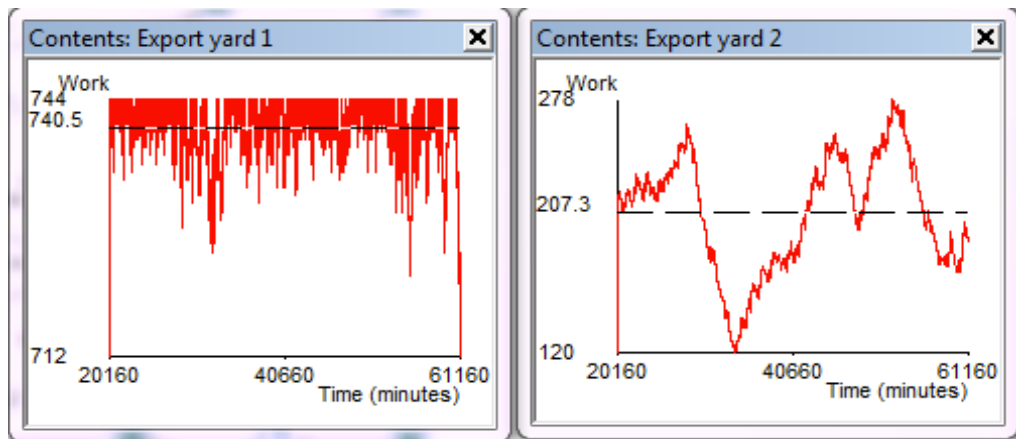 Contents: Export yard 1
Work
744
740.5
712
20160 40660 61160
Time (minutes)
Contents: Export yard 2
Work
278
207.3
120
20160 40660 61160
Time (minutes)